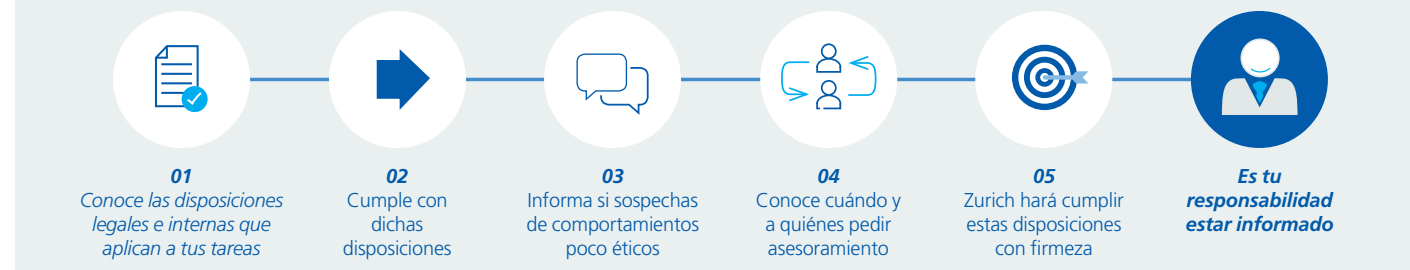 01
Conoce las disposiciones
legales e internas que
aplican a tus tareas
02
Cumple con
dichas
disposiciones
03
Informa si sospechas
de comportamientos
poco éticos
04
Conoce cuándo y
a quiénes pedir
asesoramiento
05
Zurich hará cumplir
estas disposiciones
con firmeza
Es tu
responsabilidad
estar informado